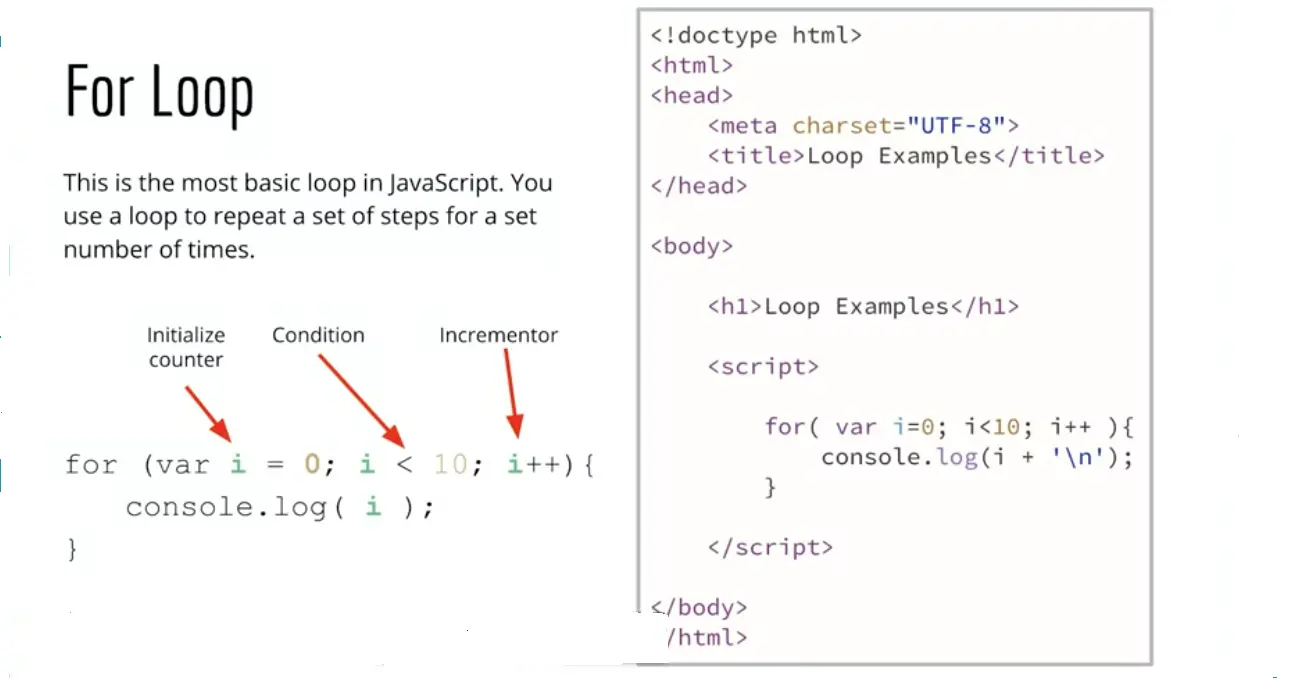 For Loop
This is the most basic loop in JavaScript. You
use a loop to repeat a set of steps for a set
number of times.
Initialize
counter
Condition
Incrementor
for (var i = 0; i < 10; i++){
    console.log( i );
}
<!doctype html>
<html>
<head>
    <meta charset="UTF-8">
    <title>Loop Examples</title>
</head>
<body>
    <h1>Loop Examples</h1>
    <script>
        for( var i=0; i<10; i++ ){
            console.log(i + '\n');
        }
    </script>
</body>
/html>